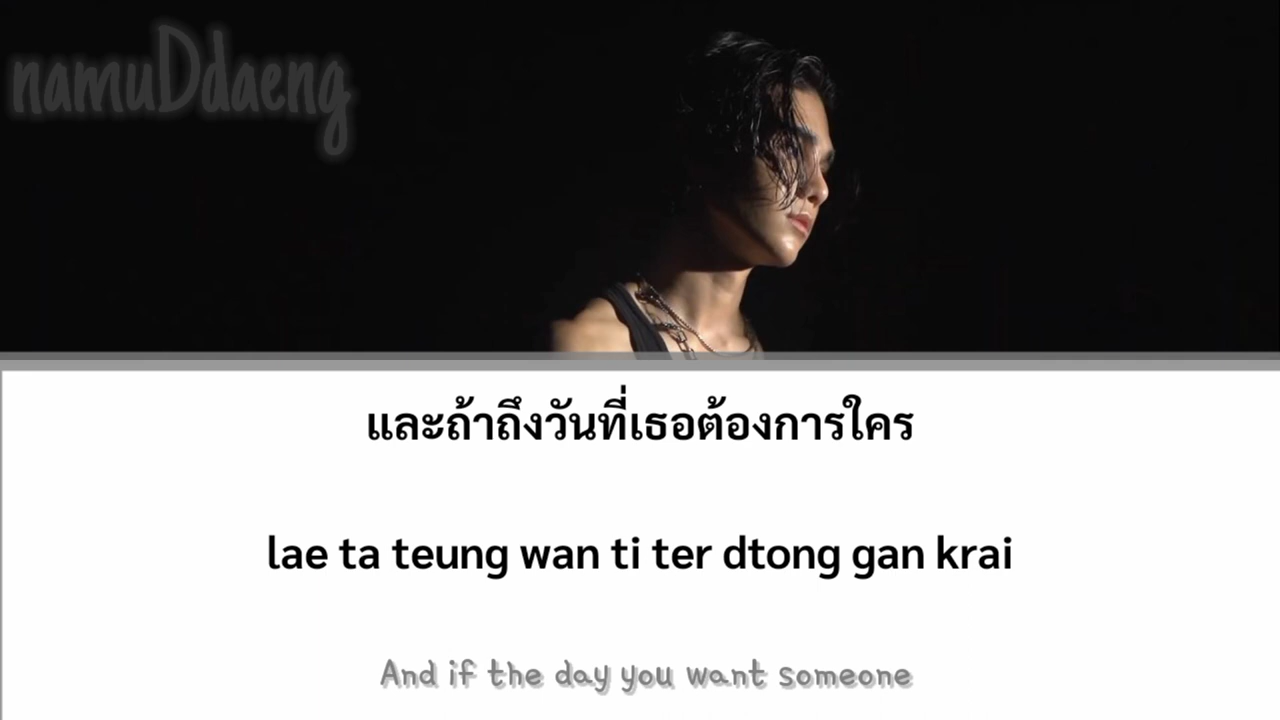 namuDdaeng
และถ้าถึงวันที่เธอต้องการใคร
lae ta teung wan ti ter dtong gan krai
And if the day you want someone